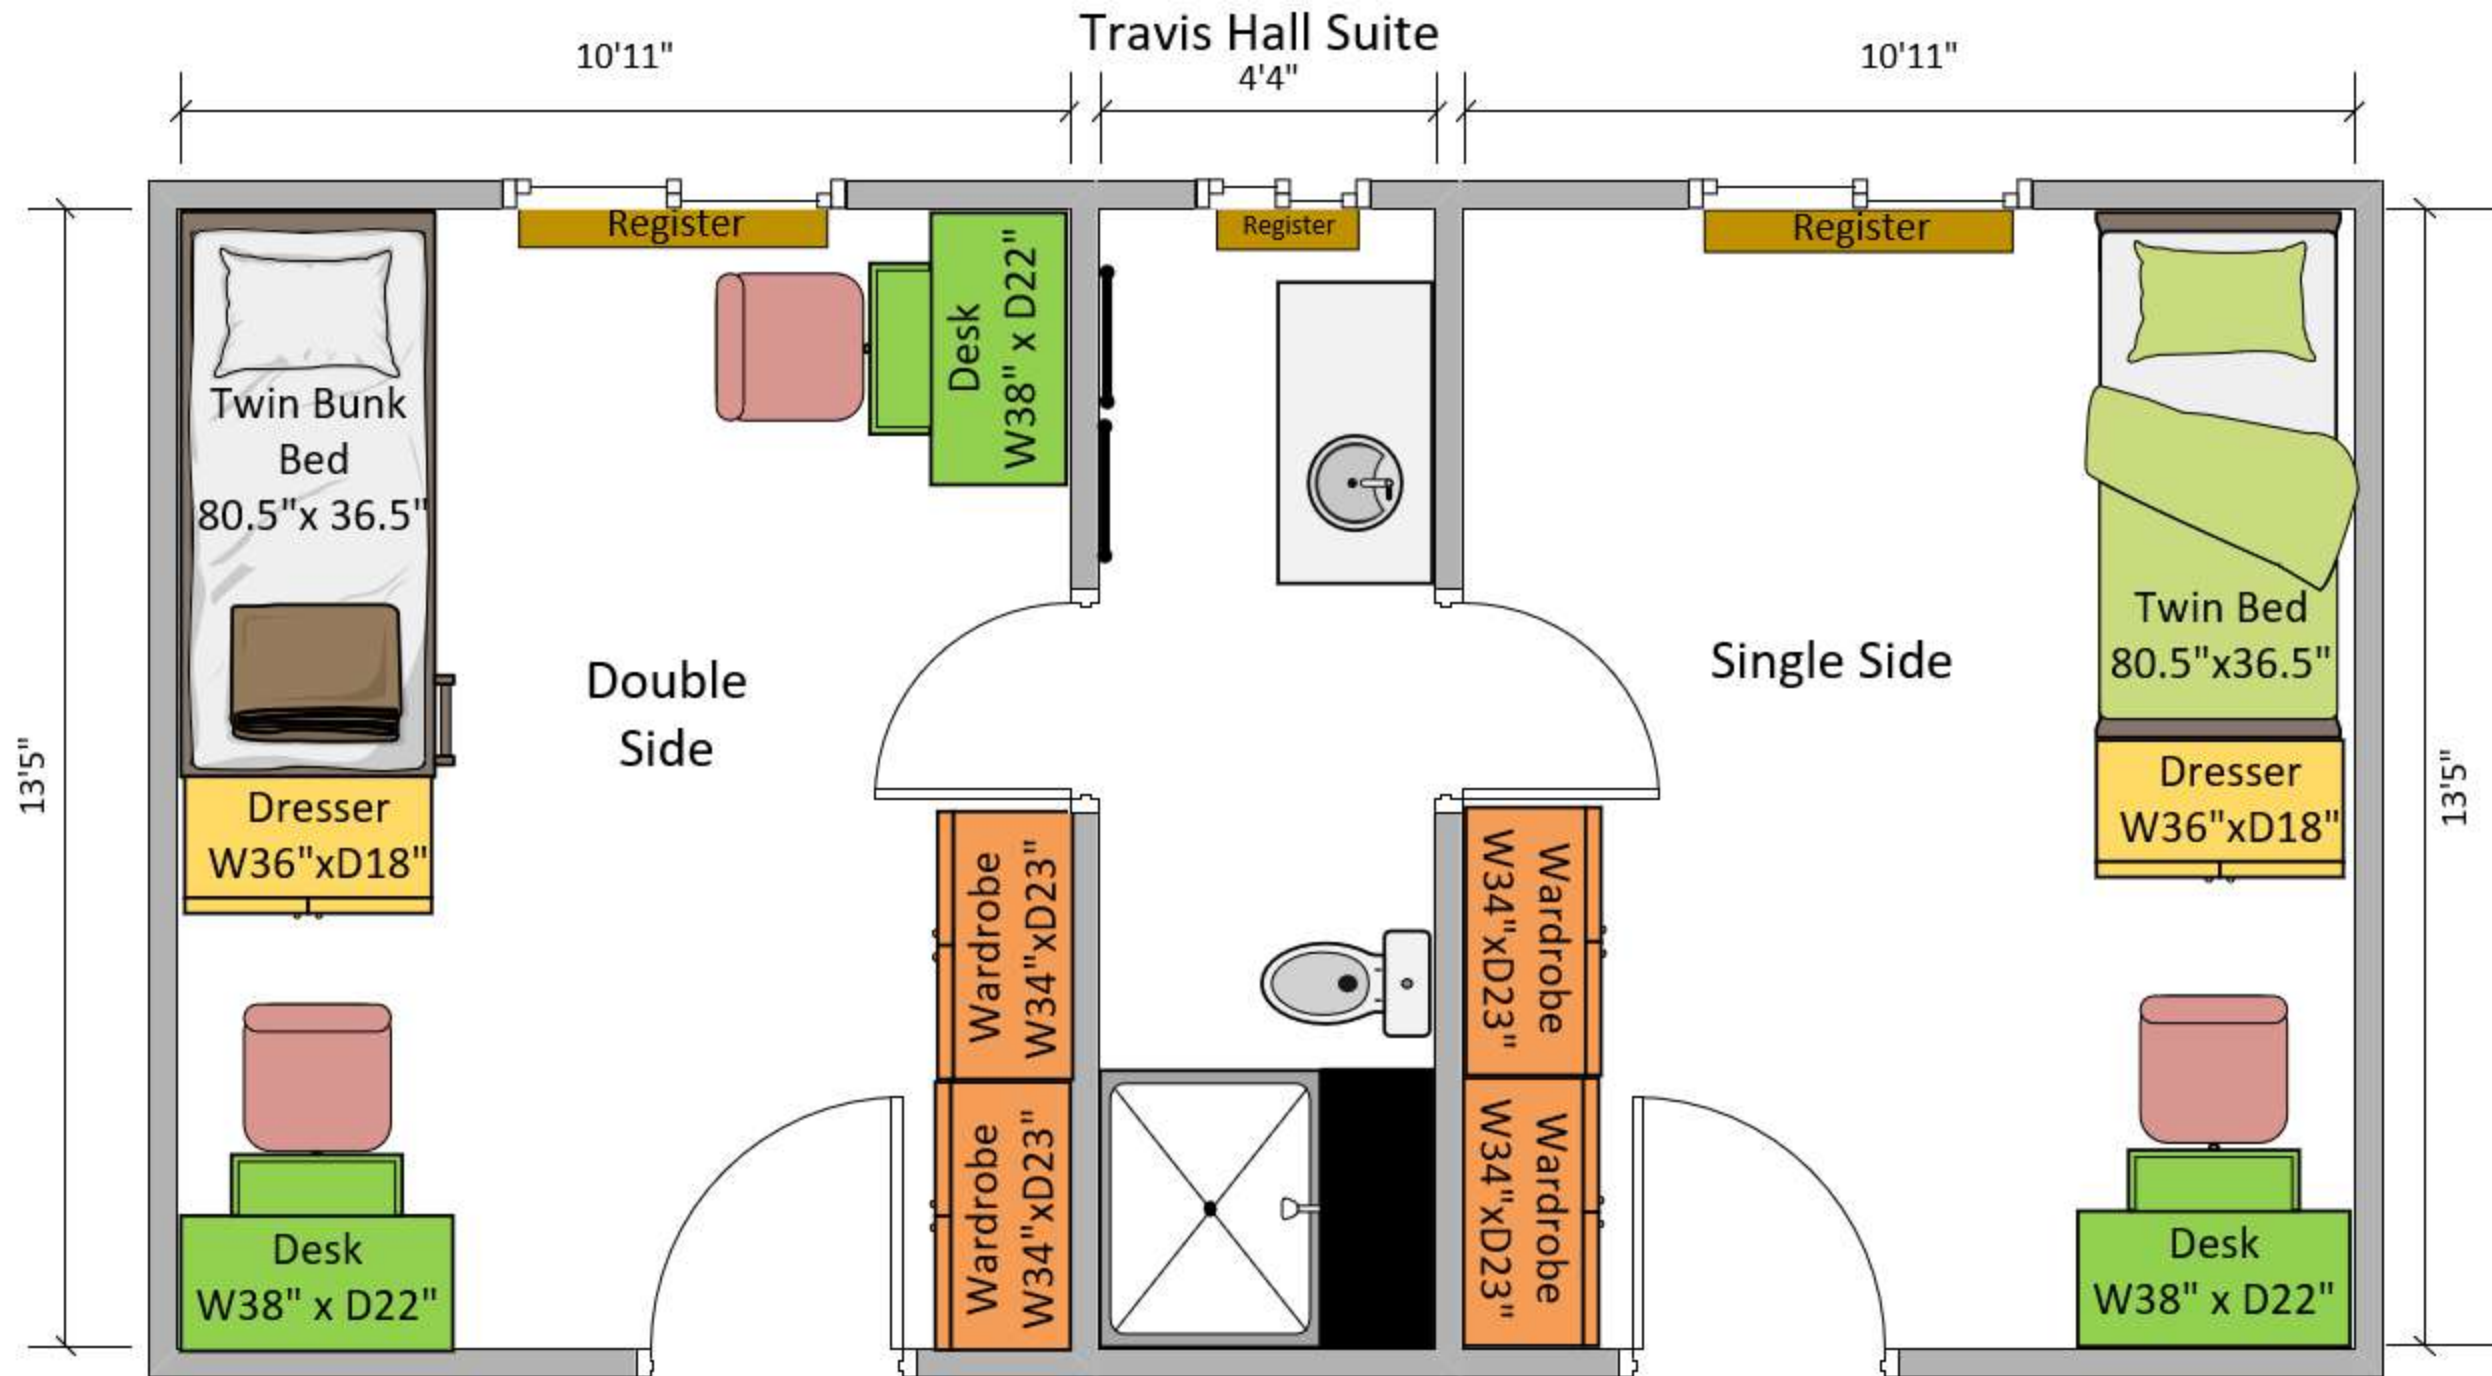 Travis Hall Suite
10'11"
4'4"
10'11"
Register
Register
Register
Desk
W38" x D22"
Twin Bunk
Bed
80.5"x 36.5"
Twin Bed
80.5"x36.5"
Double
Side
Single Side
13'5"
13'5"
Dresser
W36"xD18"
Dresser
W36"xD18"
Wardrobe
W34"xD23"
Wardrobe
W34"xD23"
Wardrobe
W34"xD23"
Wardrobe
W34"xD23"
Desk
W38" x D22"
Desk
W38" x D22"